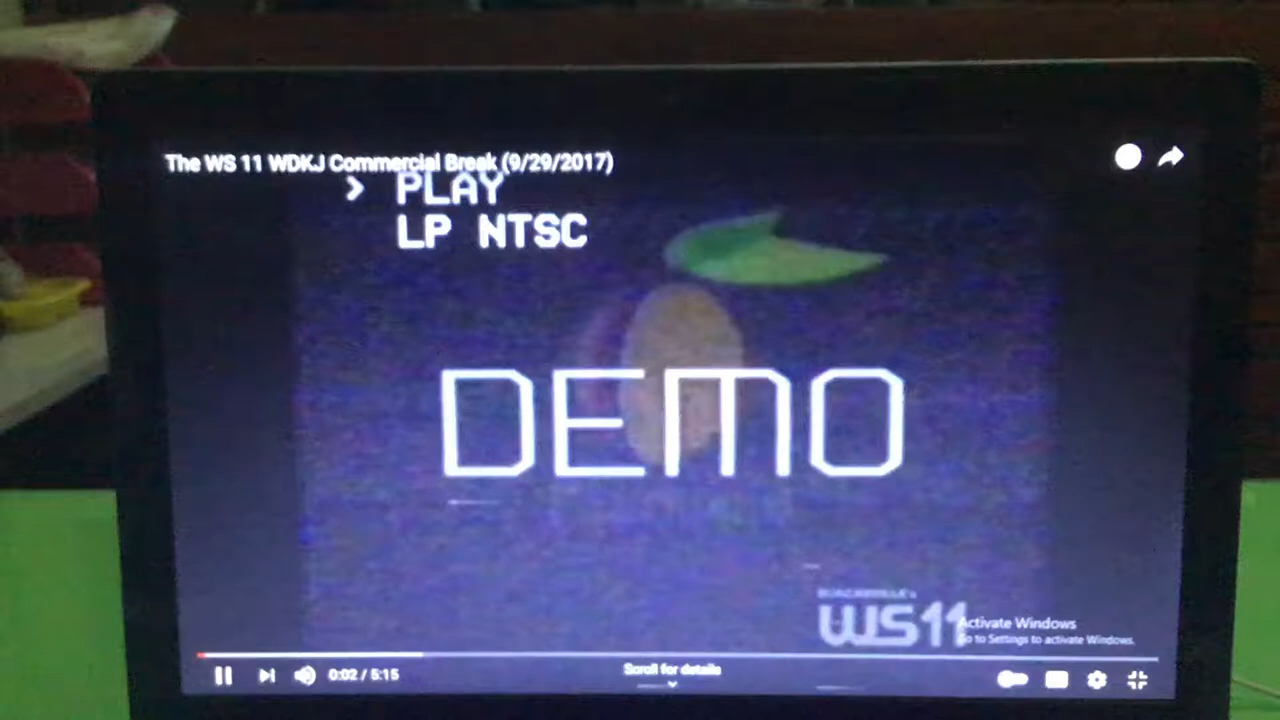 The WS 11 WDKJ Commercial Break (9/29/2017)
> PLAY
LP NTSC
DEMO
WS11
Activate Windows
Go to Settings to activate Windows.
0:02 / 5:15
Scroll for details